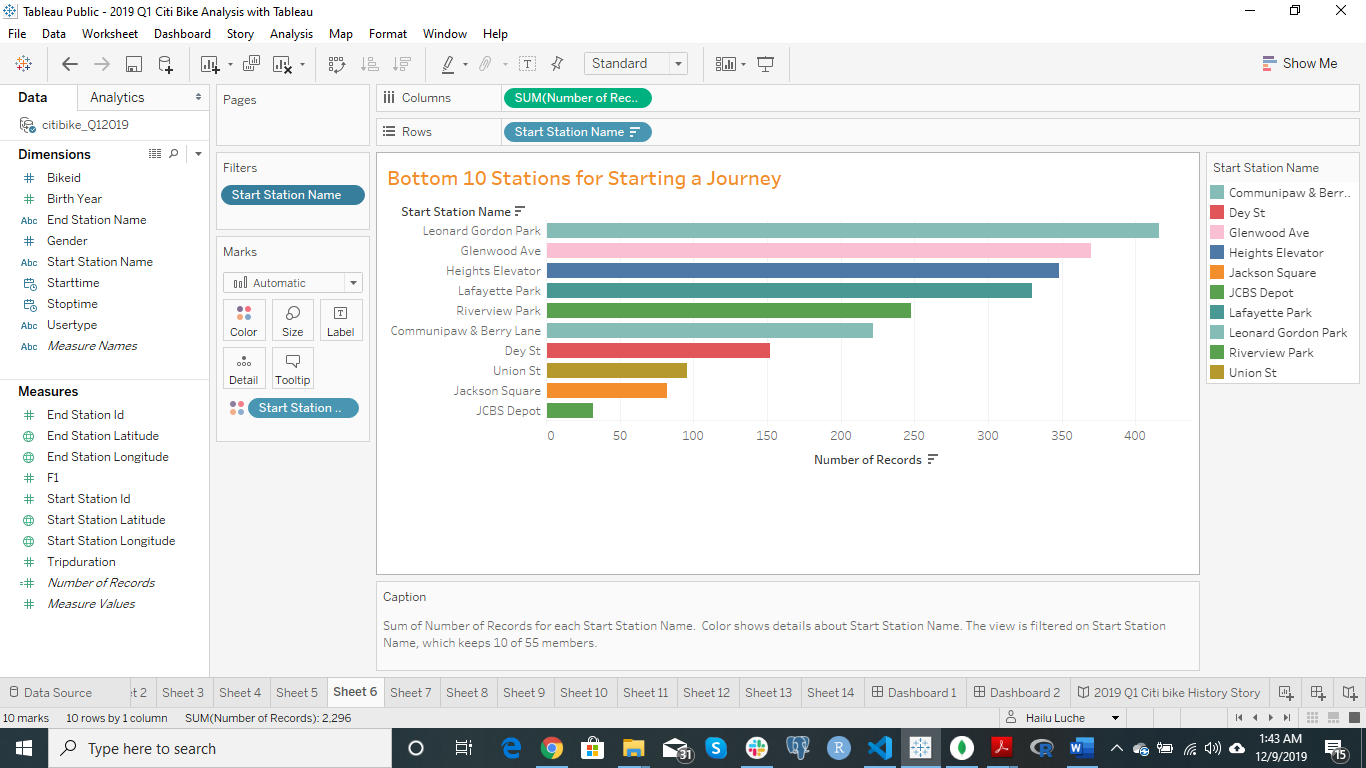 Tableau Public - 2019 Q1 Citi Bike Analysis with Tableau
File Data Worksheet Dashboard Story Analysis Map Format Window Help
Standard
Show Me
Data Analytics
citibike_Q12019
Dimensions
Bikeid
Birth Year
Abc End Station Name
Gender
Abc Start Station Name
Starttime
Stoptime
Abc Usertype
Abc Measure Names
Measures
End Station Id
End Station Latitude
End Station Longitude
F1
Start Station Id
Start Station Latitude
Start Station Longitude
Tripduration
Number of Records
Measure Values
Pages
Filters
Start Station Name
Marks
Automatic
Color Size Label
Detail Tooltip
Start Station ..
Columns SUM(Number of Rec..
Rows Start Station Name
Bottom 10 Stations for Starting a Journey
Start Station Name
Leonard Gordon Park
Glenwood Ave
Heights Elevator
Lafayette Park
Riverview Park
Communipaw & Berry Lane
Dey St
Union St
Jackson Square
JCBS Depot
0 50 100 150 200 250 300 350 400
Number of Records
Caption
Sum of Number of Records for each Start Station Name. Color shows details about Start Station Name. The view is filtered on Start Station
Name, which keeps 10 of 55 members.
Start Station Name
Communipaw & Berr..
Dey St
Glenwood Ave
Heights Elevator
Jackson Square
JCBS Depot
Lafayette Park
Leonard Gordon Park
Riverview Park
Union St
Data Source et 2 Sheet 3 Sheet 4 Sheet 5 Sheet 6 Sheet 7 Sheet 8 Sheet 9 Sheet 10 Sheet 11 Sheet 12 Sheet 13 Sheet 14 Dashboard 1 Dashboard 2 2019 Q1 Citi bike History Story
10 marks 10 rows by 1 column SUM(Number of Records): 2,296 Hailu Luche
Type here to search
31
1:43 AM
12/9/2019
15